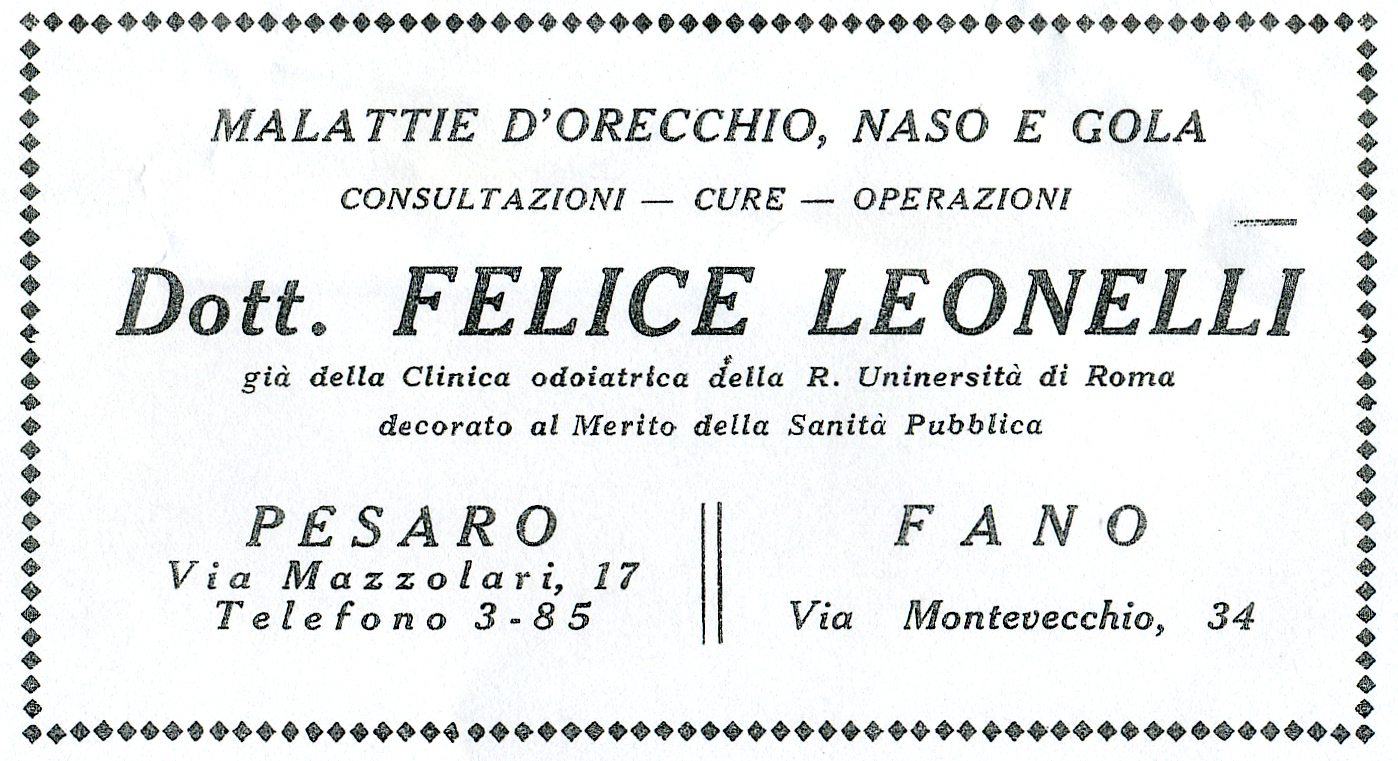 MALATTIE D'ORECCHIO, NASO E GOLA
CONSULTAZIONI — CURE — OPERAZIONI
Dott. FELICE LEONELLI
già della Clinica odoiatrica della R. Uninersità di Roma
decorato al Merito della Sanità Pubblica
PESARO
Via Mazzolari, 17
Telefono 3-85
FANO
Via Montevecchio, 34